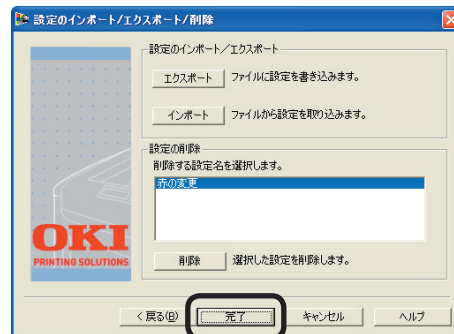 設定のインポート/エクスポート/削除
設定のインポート／エクスポート
エクスポート ファイルに設定を書き込みます。
インポート ファイルから設定を取り込みます。
設定の削除
削除する設定名を選択します。
赤の変更
削除 選択した設定を削除します。
OKI
PRINTING SOLUTIONS
< 戻る(B) 完了 キャンセル ヘルプ